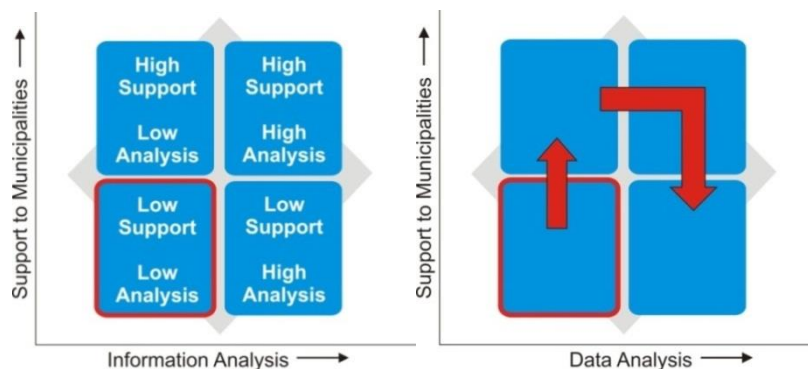 Support to Municipalities
High
Support
Low
Analysis
High
Support
High
Analysis
Low
Support
Low
Analysis
Low
Support
High
Analysis
Information Analysis
Support to Municipalities
Data Analysis